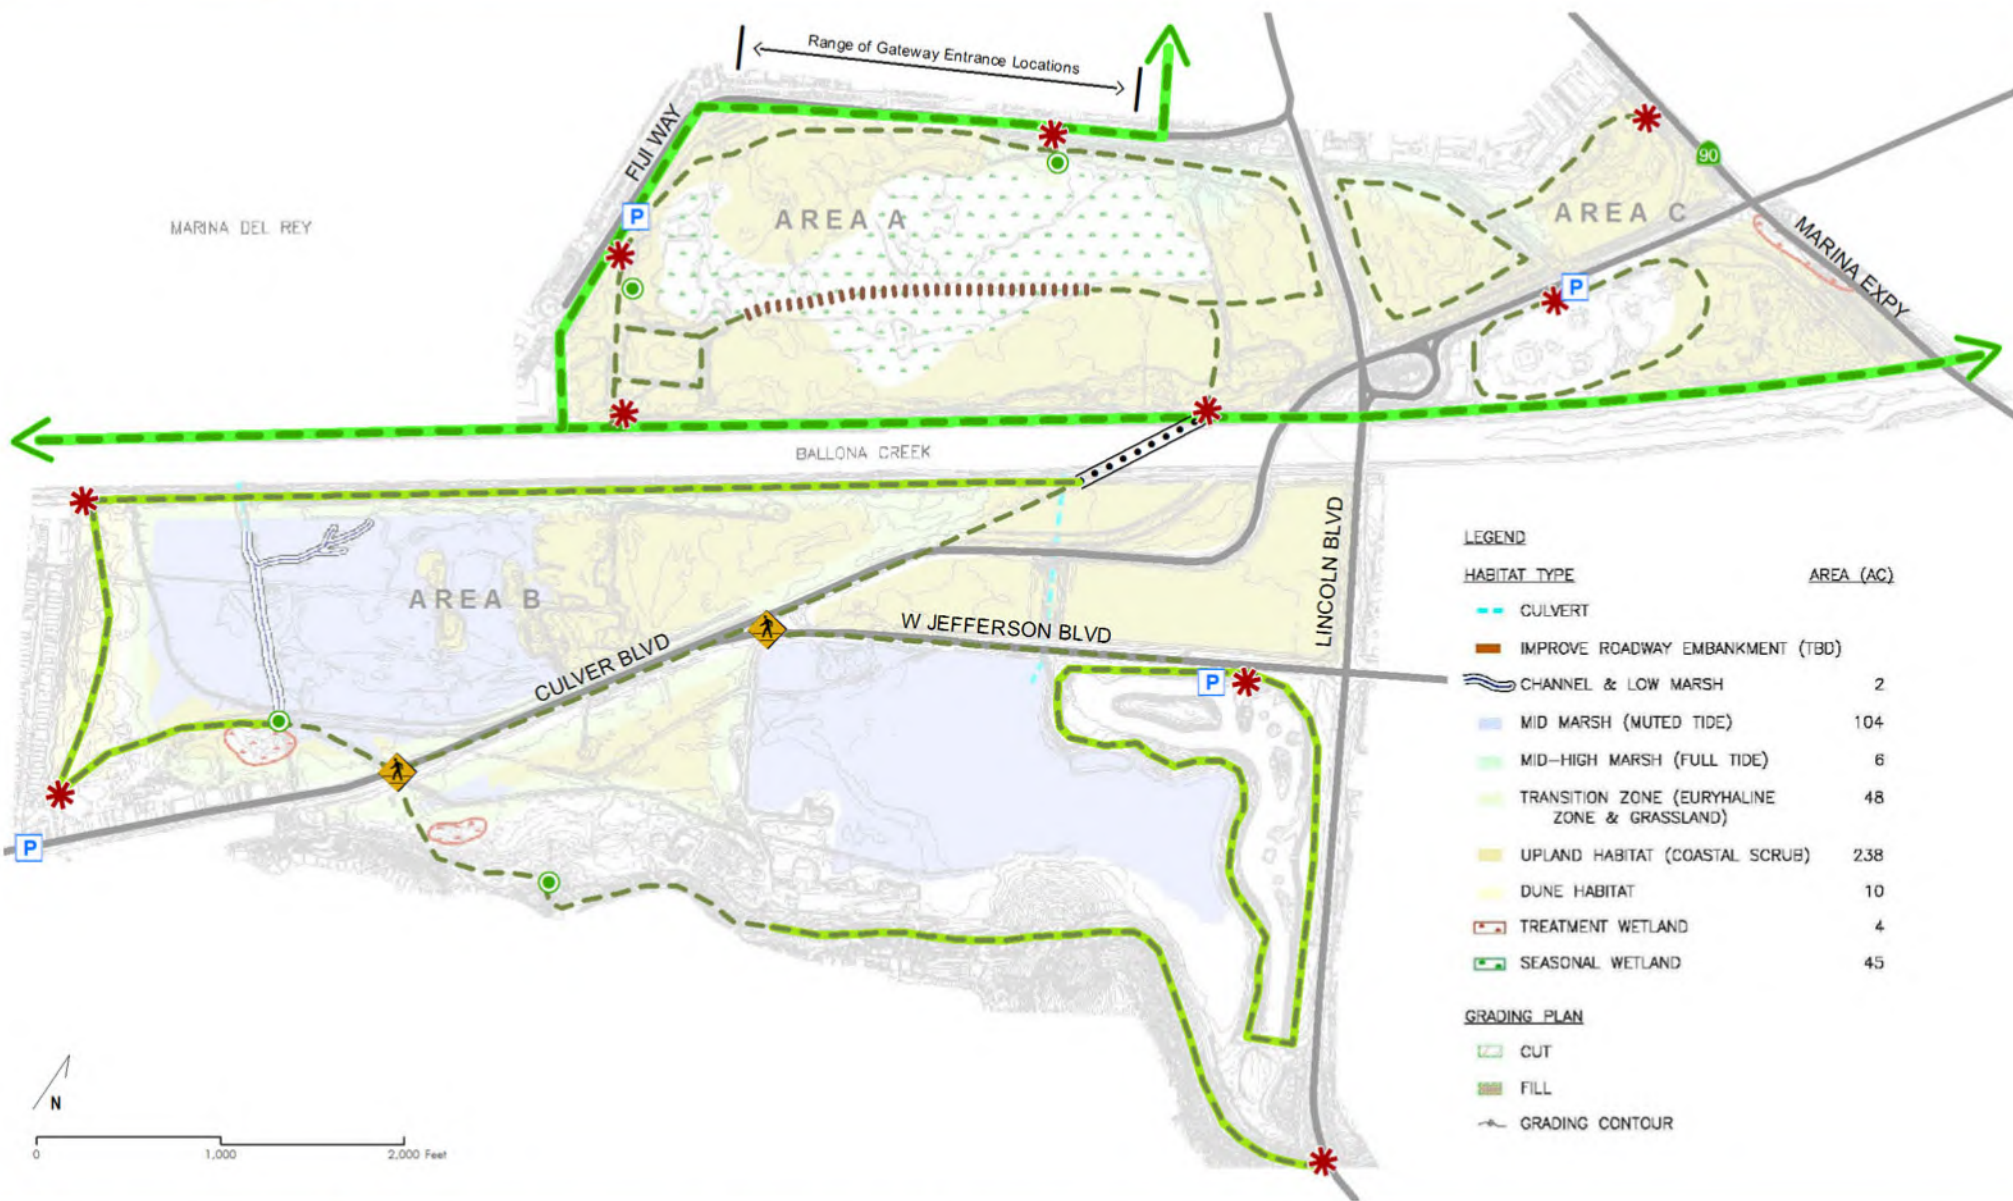 Range of Gateway Entrance Locations
FIJI WAY
90
P
MARINA DEL REY
AREA A
AREA C
MARINA EXPY
P
BALLONA CREEK
LINCOLN BLVD
AREA B
CULVER BLVD
W JEFFERSON BLVD
P
P
LEGEND
HABITAT TYPE AREA (AC)
CULVERT
IMPROVE ROADWAY EMBANKMENT (TBD)
CHANNEL & LOW MARSH 2
MID MARSH (MUTED TIDE) 104
MID-HIGH MARSH (FULL TIDE) 6
TRANSITION ZONE (EURYHALINE 48
ZONE & GRASSLAND)
UPLAND HABITAT (COASTAL SCRUB) 238
DUNE HABITAT 10
TREATMENT WETLAND 4
SEASONAL WETLAND 45
GRADING PLAN
CUT
FILL
GRADING CONTOUR
N
0 1,000 2,000 Feet